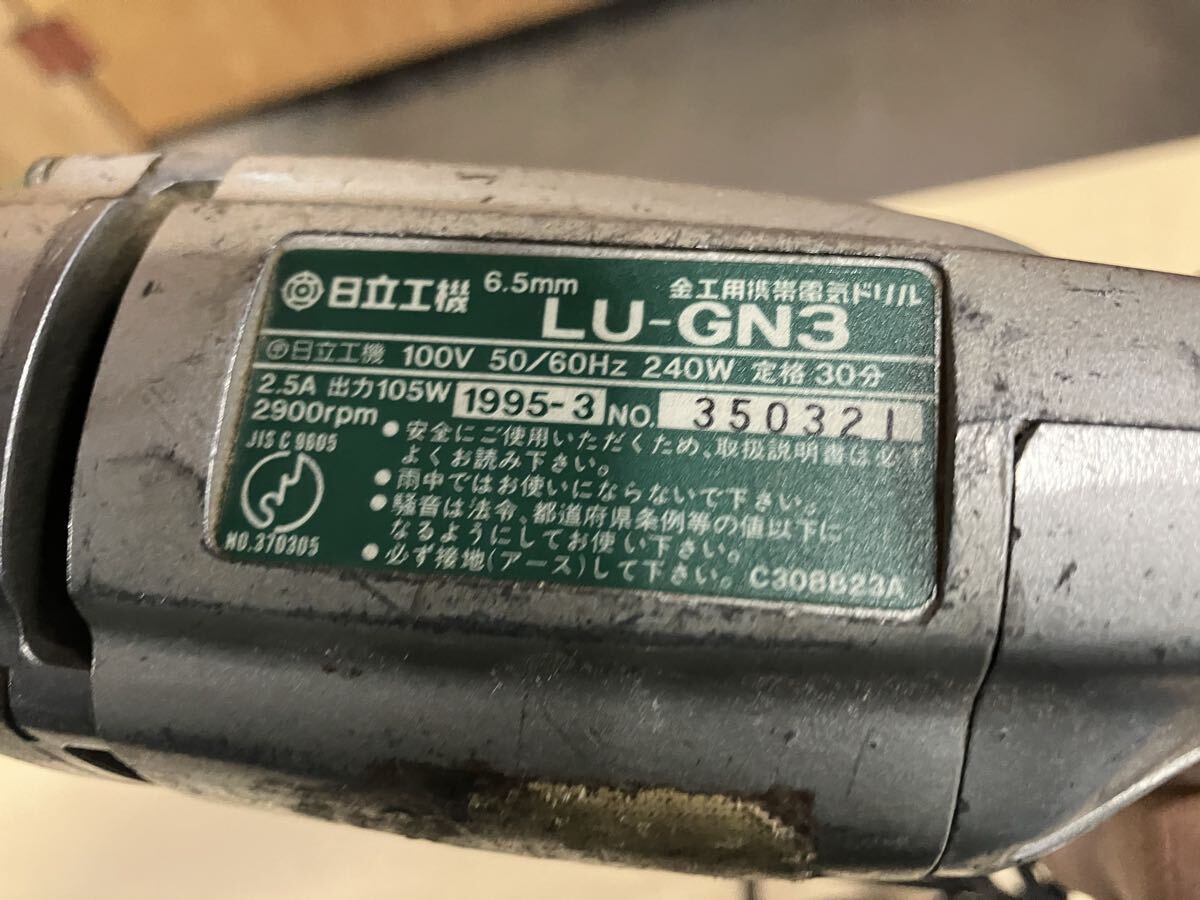 日立工機 6.5mm 金工用携帯電気ドリル
LU-GN3
日立工機 100V 50/60Hz 240W 定格 30分
2.5A 出力105W 1995-3 NO. 350321
2900rpm
JIS C 9605
NO.370305
●安全にご使用いただくため、取扱説明書は必ず
よくお読み下さい。
●雨中ではお使いにならないで下さい。
●騒音は法令、都道府県条例等の値以下に
なるようにしてお使い下さい。
●必ず接地(アース)して下さい。 C308823A